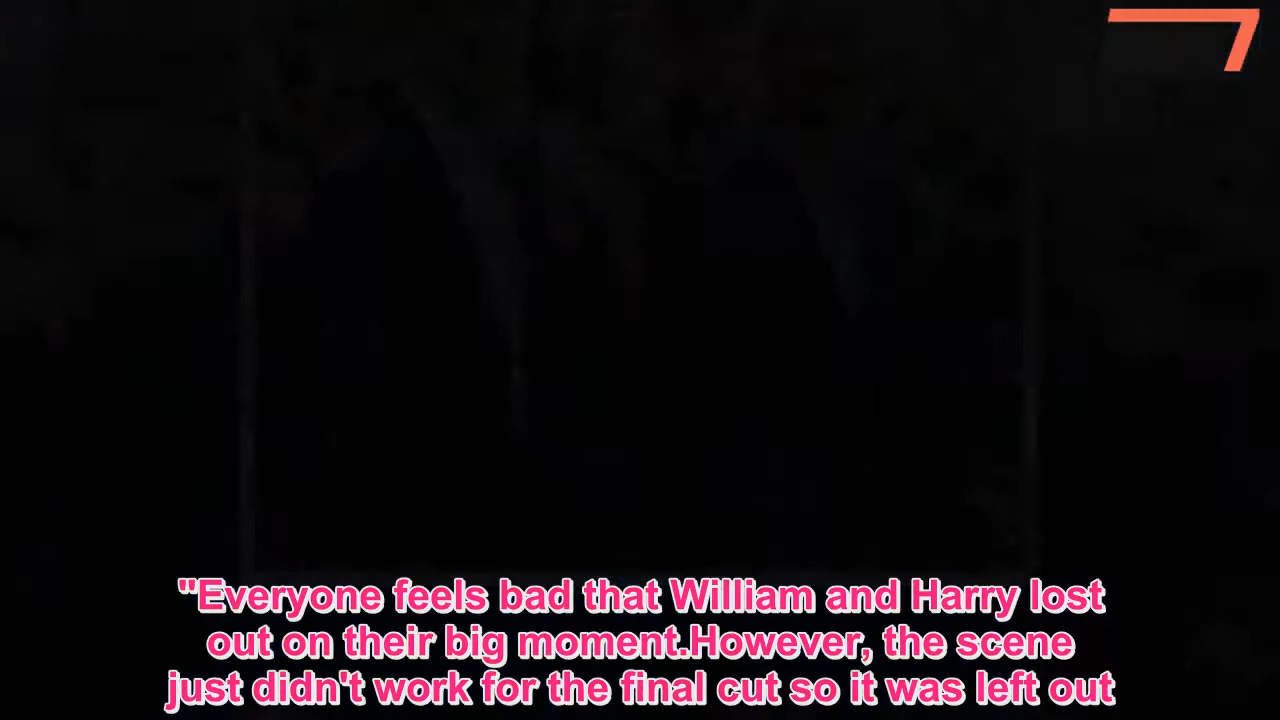 "Everyone feels bad that William and Harry lost
out on their big moment.However, the scene
just didn't work for the final cut so it was left out